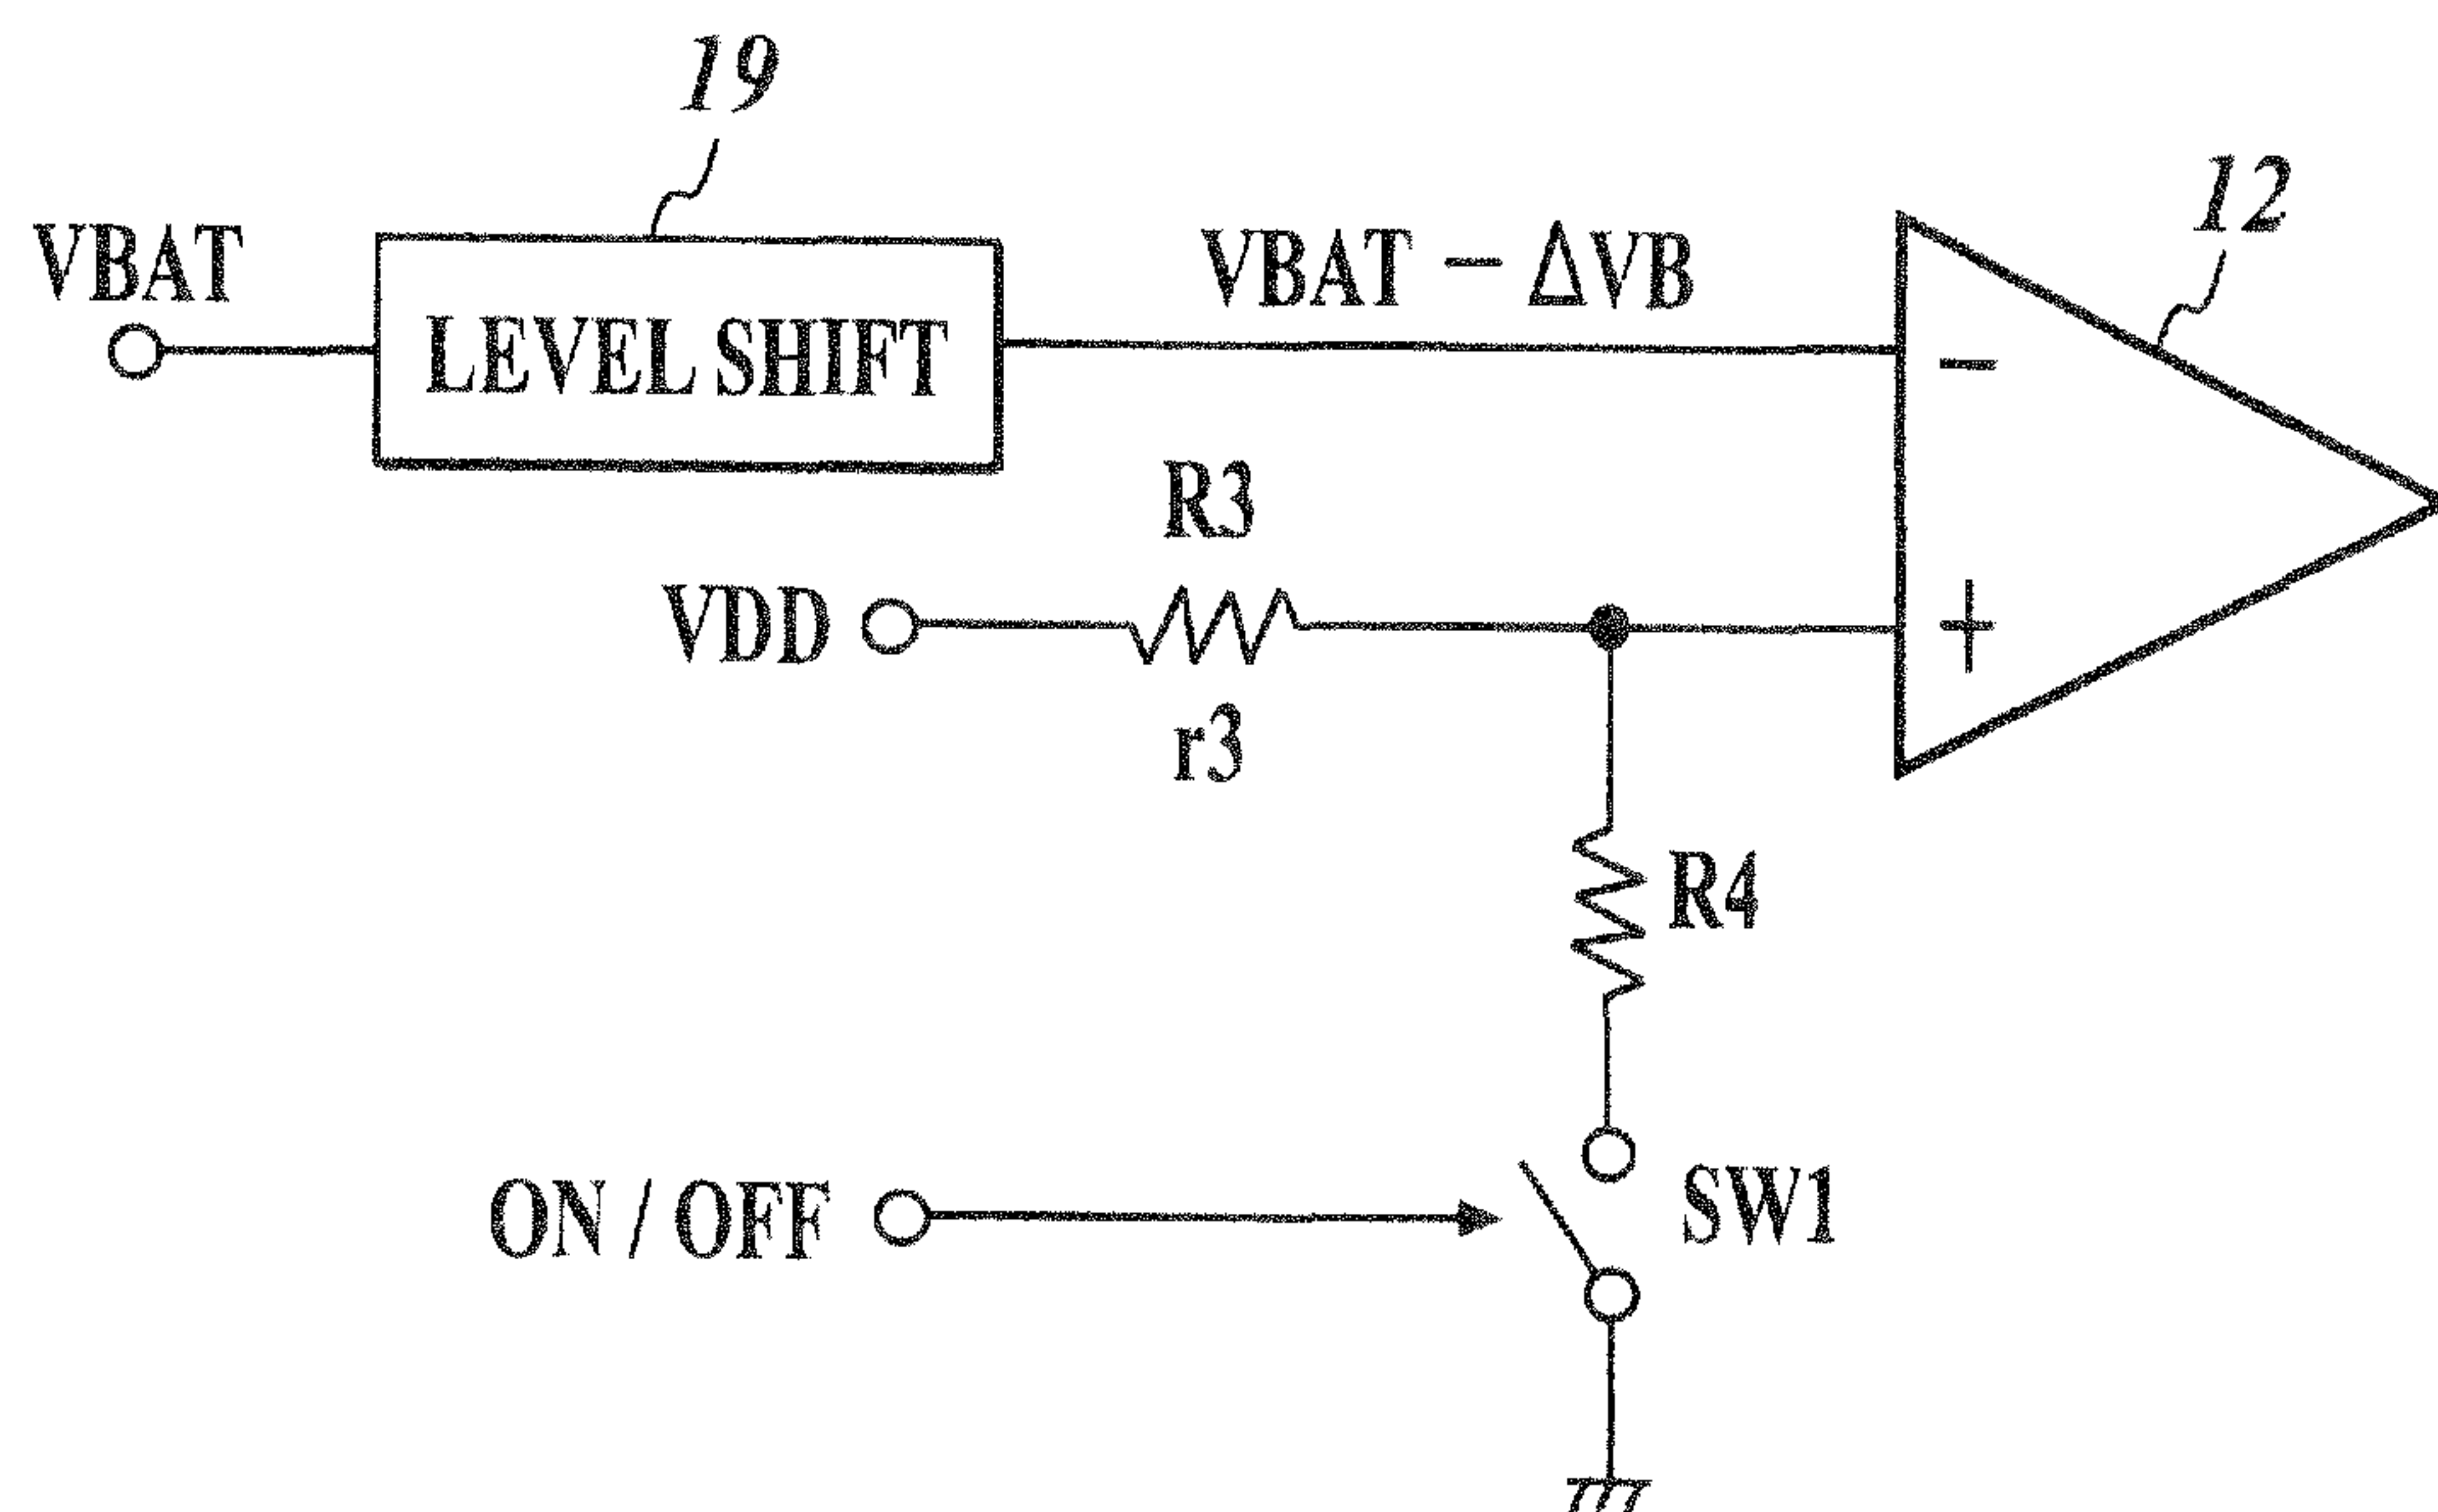 19
12
VBAT
LEVEL SHIFT
VBAT − ΔVB
−
R3
VDD
+
r3
R4
ON / OFF
SW1